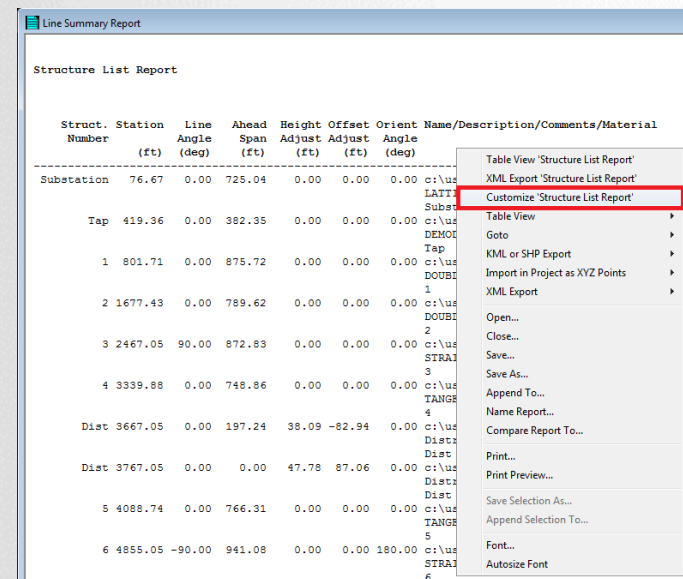 Line Summary Report
Structure List Report
Struct. Station Line Ahead Height Offset Orient Name/Description/Comments/Material
Number Angle Span Adjust Adjust Angle
(ft) (deg) (ft) (ft) (ft) (deg)
Substation 76.67 0.00 725.04 0.00 0.00 0.00 c:\us
LATTI
Subst
Tap 419.36 0.00 382.35 0.00 0.00 0.00 c:\us
DEMOD
Tap
1 801.71 0.00 875.72 0.00 0.00 0.00 c:\us
DOUBL
1
2 1677.43 0.00 789.62 0.00 0.00 0.00 c:\us
DOUBL
2
3 2467.05 90.00 872.83 0.00 0.00 0.00 c:\us
STRAI
3
4 3339.88 0.00 748.86 0.00 0.00 0.00 c:\us
TANGE
4
Dist 3667.05 0.00 197.24 38.09 -82.94 0.00 c:\us
Distr
Dist
Dist 3767.05 0.00 0.00 47.78 87.06 0.00 c:\us
Distr
Dist
5 4088.74 0.00 766.31 0.00 0.00 0.00 c:\us
TANGE
5
6 4855.05 -90.00 941.08 0.00 0.00 180.00 c:\us
STRAI
6
Table View 'Structure List Report'
XML Export 'Structure List Report'
Customize 'Structure List Report'
Table View
Goto
KML or SHP Export
Import in Project as XYZ Points
XML Export
Open...
Close...
Save...
Save As...
Append To...
Name Report...
Compare Report To...
Print...
Print Preview...
Save Selection As...
Append Selection To...
Font...
Autosize Font